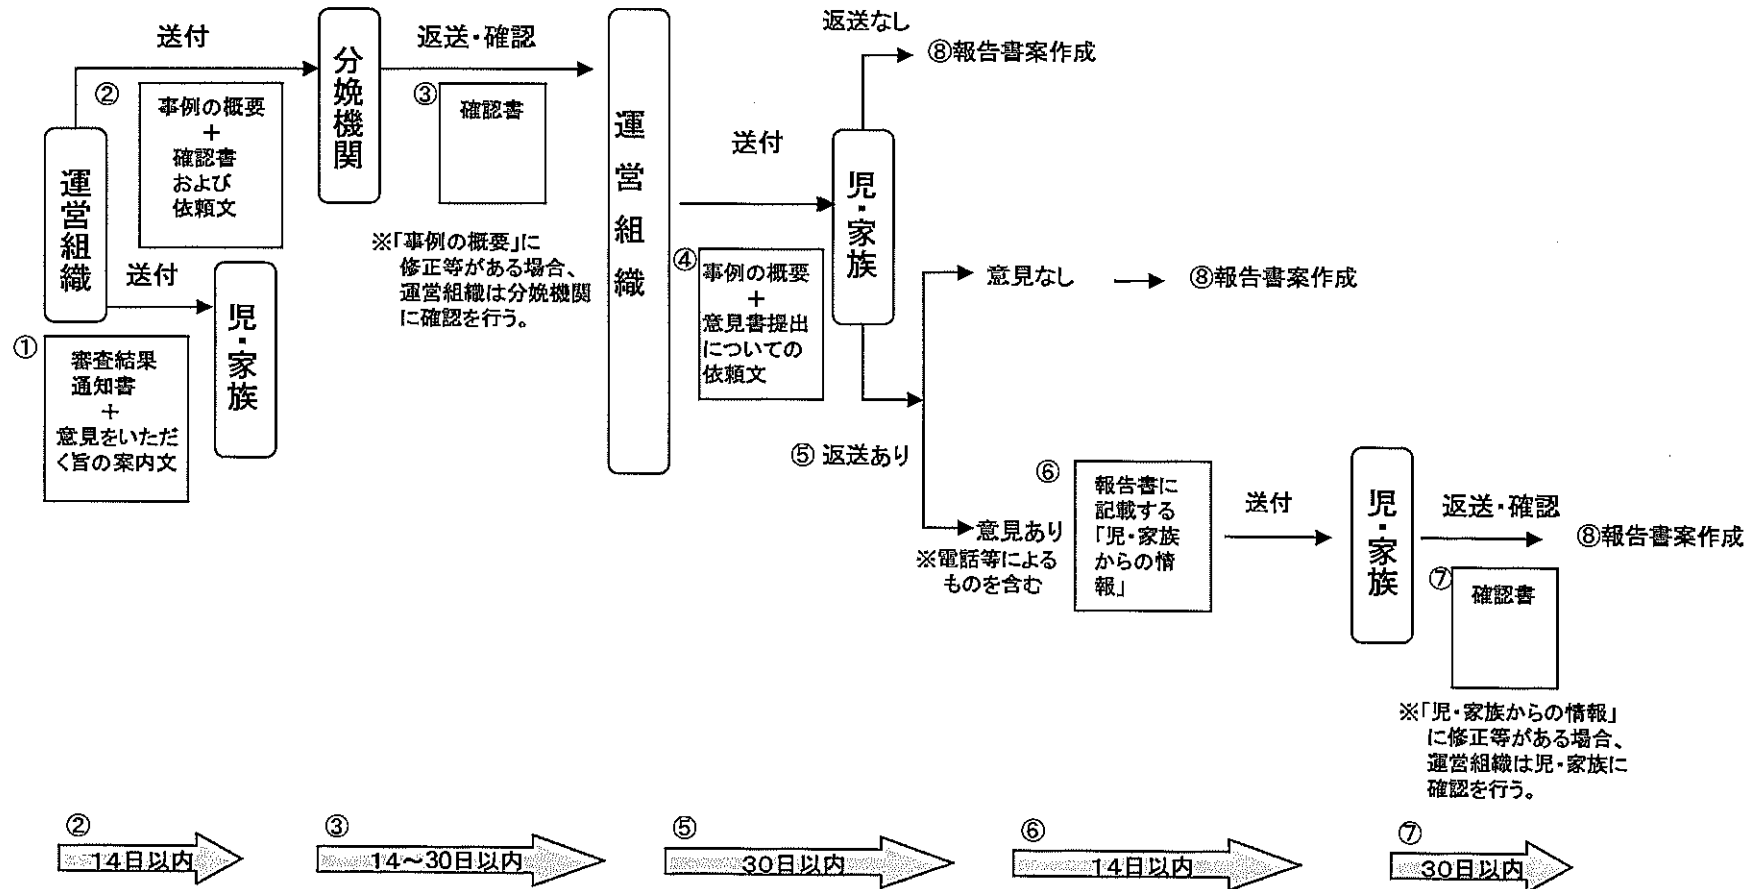 送付
②
事例の概要
＋
確認書
および
依頼文
運営組織
送付
①
審査結果
通知書
＋
意見をいただ
く旨の案内文
児・家族
分娩機関
返送・確認
③
確認書
※「事例の概要」に
修正等がある場合、
運営組織は分娩機関
に確認を行う。
運営組織
送付
④
事例の概要
＋
意見書提出
についての
依頼文
児・家族
返送なし
⑧報告書案作成
⑤返送あり
意見なし
⑧報告書案作成
意見あり
※電話等による
ものを含む
⑥
報告書に
記載する
「児・家族
からの情
報」
送付
児・家族
返送・確認
⑧報告書案作成
⑦
確認書
※「児・家族からの情報」
に修正等がある場合、
運営組織は児・家族に
確認を行う。
②
14日以内
③
14～30日以内
⑤
30日以内
⑥
14日以内
⑦
30日以内